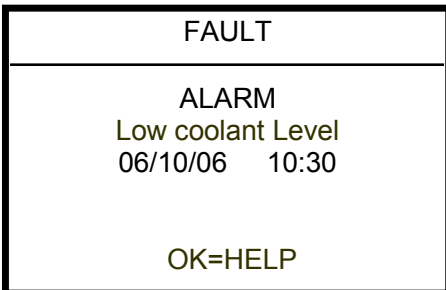 FAULT
ALARM
Low coolant Level
06/10/06 10:30
OK=HELP